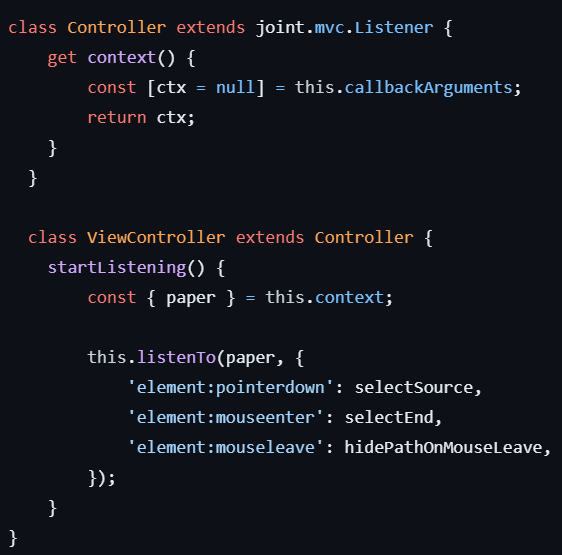 class Controller extends joint.mvc.Listener {
    get context() {
        const [ctx = null] = this.callbackArguments;
        return ctx;
    }
  }

  class ViewController extends Controller {
    startListening() {
        const { paper } = this.context;

        this.listenTo(paper, {
            'element:pointerdown': selectSource,
            'element:mouseenter': selectEnd,
            'element:mouseleave': hidePathOnMouseLeave,
        });
    }
}